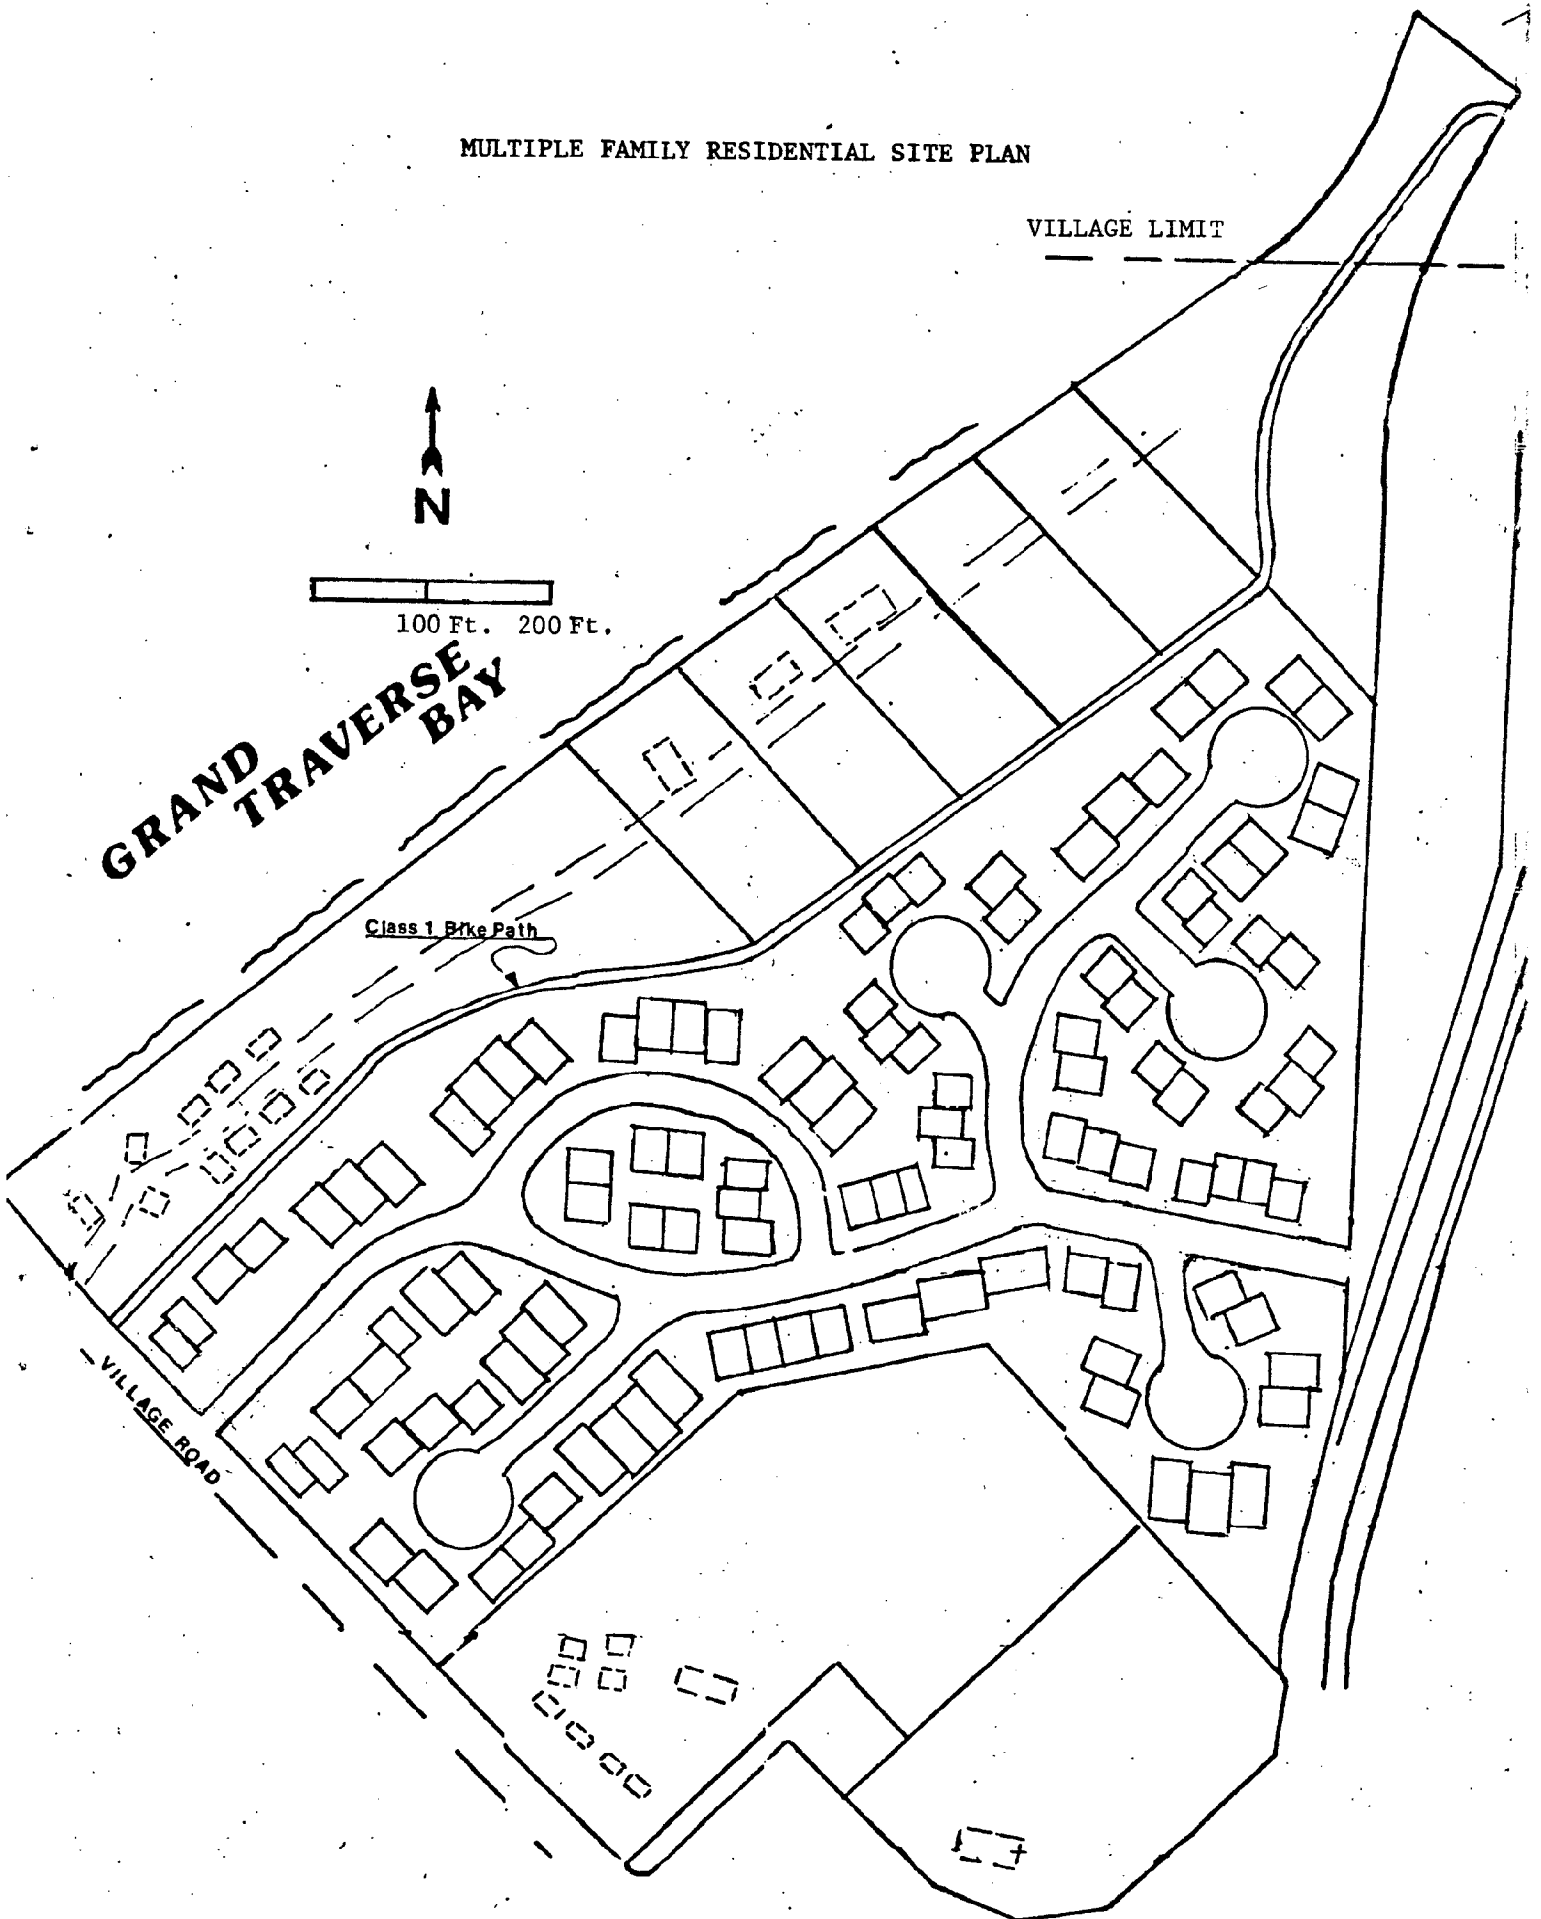 MULTIPLE FAMILY RESIDENTIAL SITE PLAN
VILLAGE LIMIT
N
100 Ft. 200 Ft.
GRAND
TRAVERSE
BAY
Class 1 Bike Path
VILLAGE ROAD